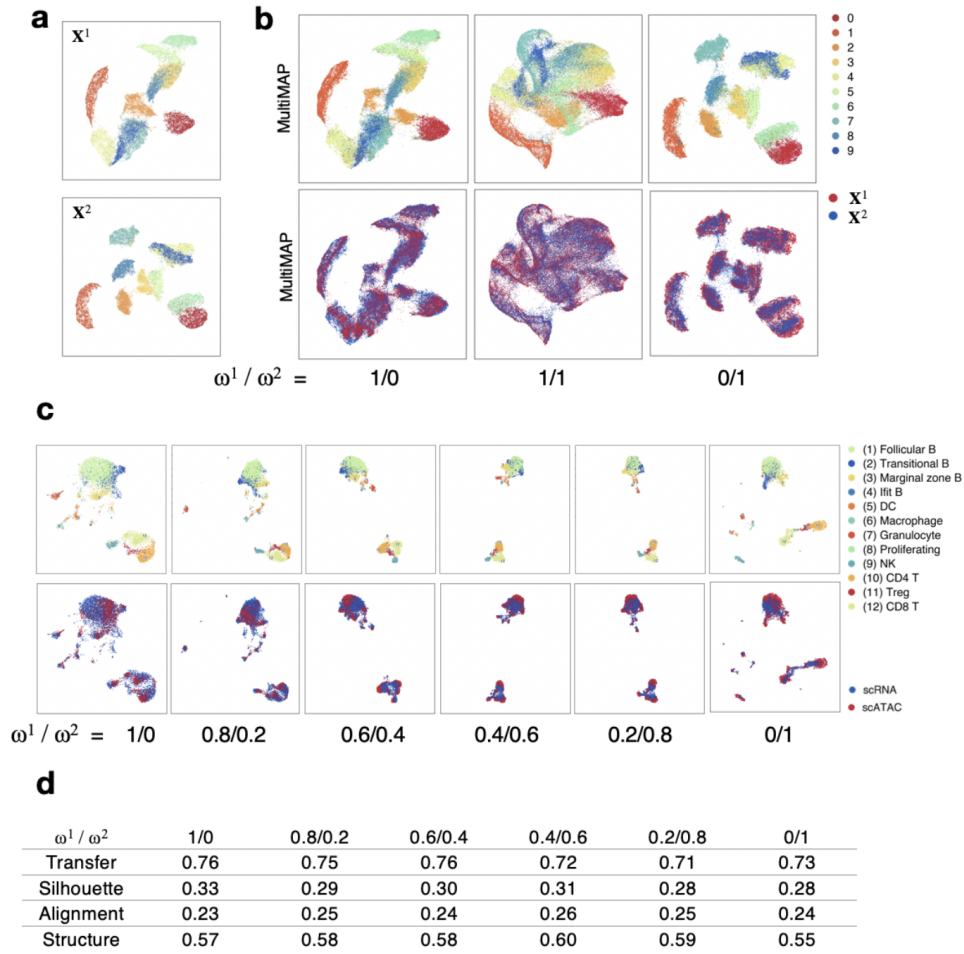 a
X¹
X²
b
MultiMAP
0
1
2
3
4
5
6
7
8
9
MultiMAP
X¹
X²
ω¹ / ω² = 1/0 1/1 0/1
c
(1) Follicular B
(2) Transitional B
(3) Marginal zone B
(4) Ifit B
(5) DC
(6) Macrophage
(7) Granulocyte
(8) Proliferating
(9) NK
(10) CD4 T
(11) Treg
(12) CD8 T
scRNA
scATAC
ω¹ / ω² = 1/0 0.8/0.2 0.6/0.4 0.4/0.6 0.2/0.8 0/1
d
ω¹ / ω² 1/0 0.8/0.2 0.6/0.4 0.4/0.6 0.2/0.8 0/1
Transfer 0.76 0.75 0.76 0.72 0.71 0.73
Silhouette 0.33 0.29 0.30 0.31 0.28 0.28
Alignment 0.23 0.25 0.24 0.26 0.25 0.24
Structure 0.57 0.58 0.58 0.60 0.59 0.55